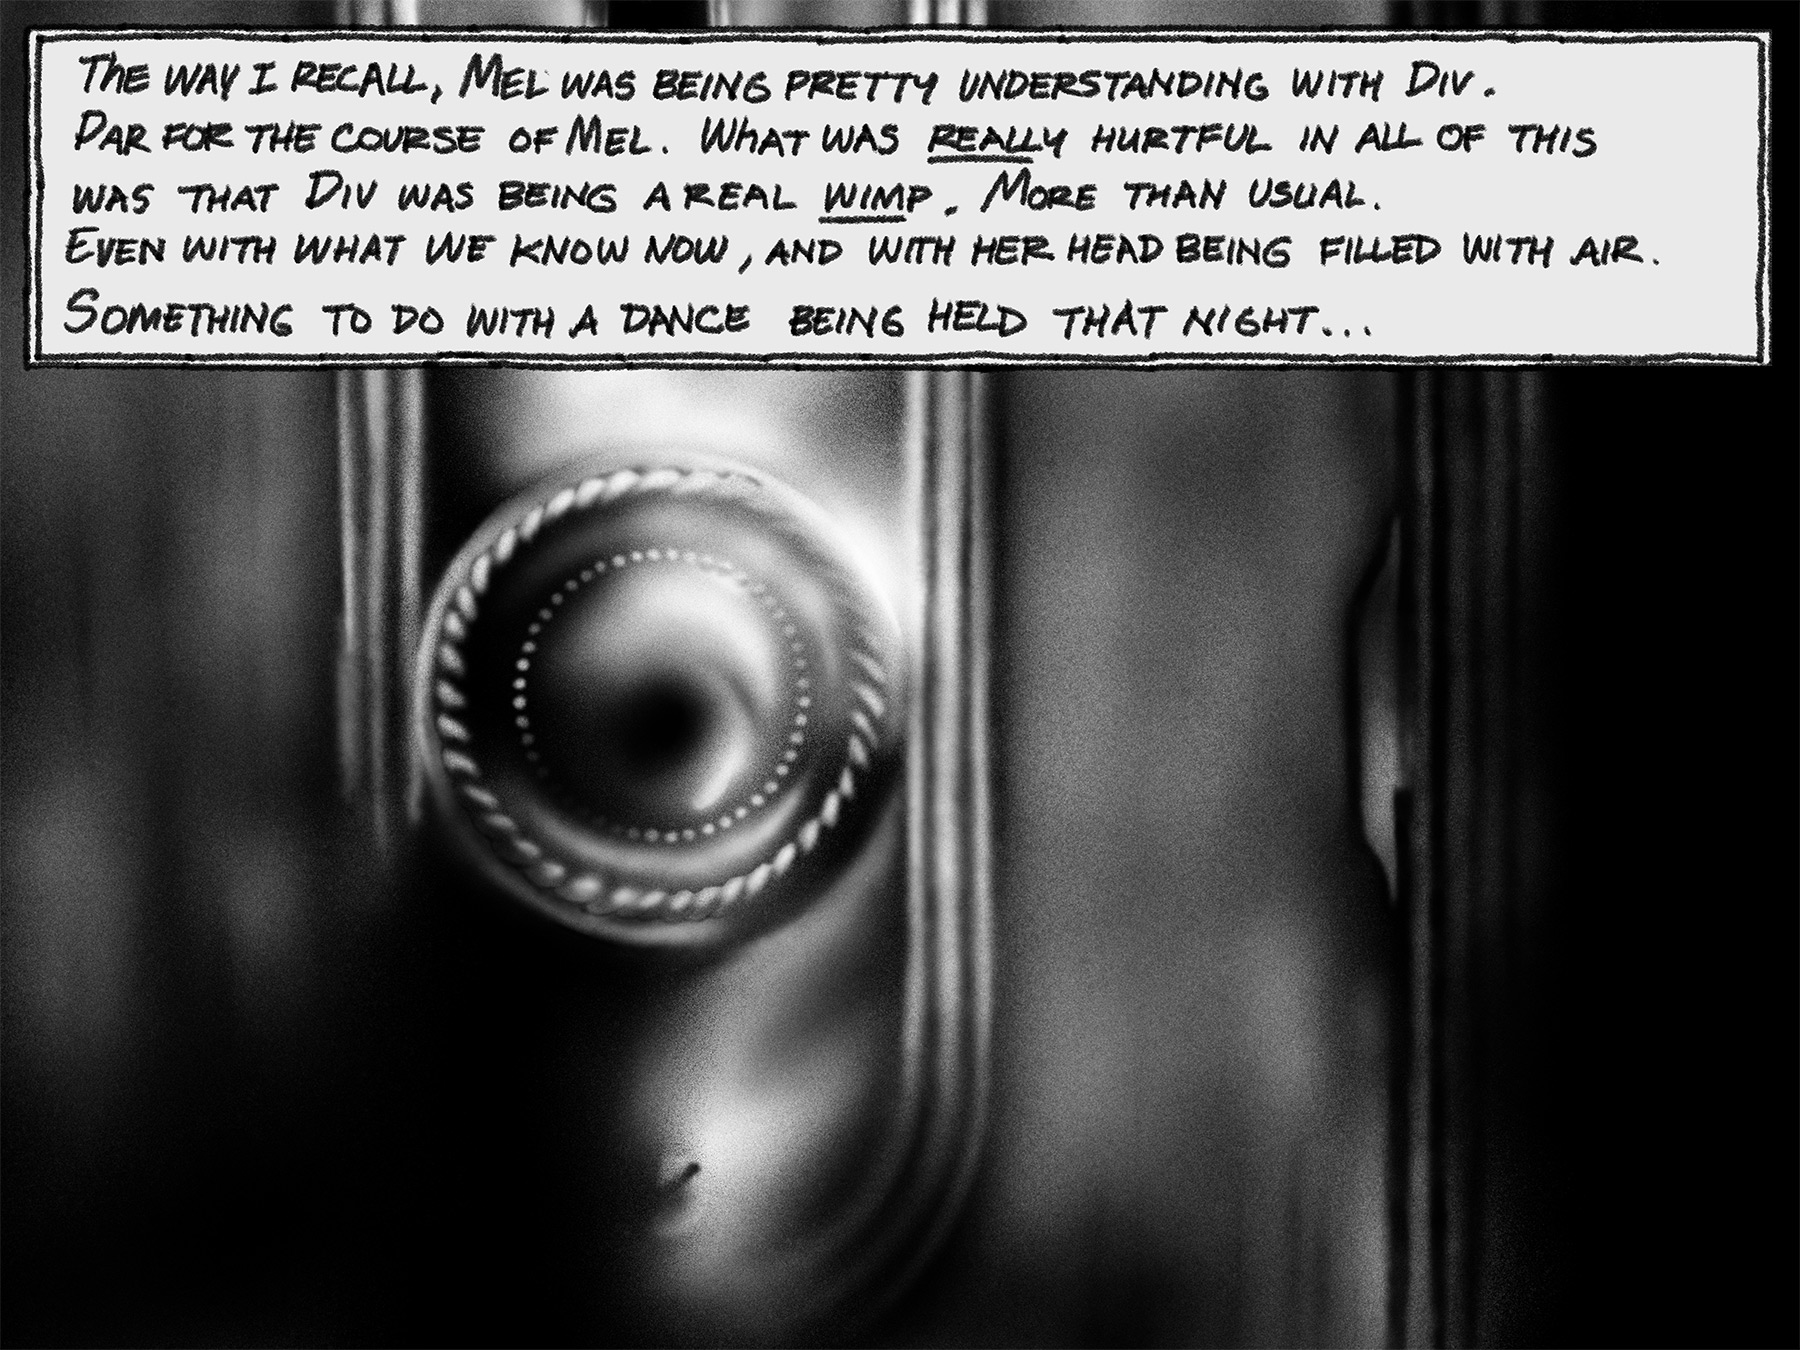 The way I recall, Mel was being pretty understanding with Div.
Par for the course of Mel. What was really hurtful in all of this
was that Div was being a real wimp. More than usual.
Even with what we know now, and with her head being filled with air.
Something to do with a dance being held that night...